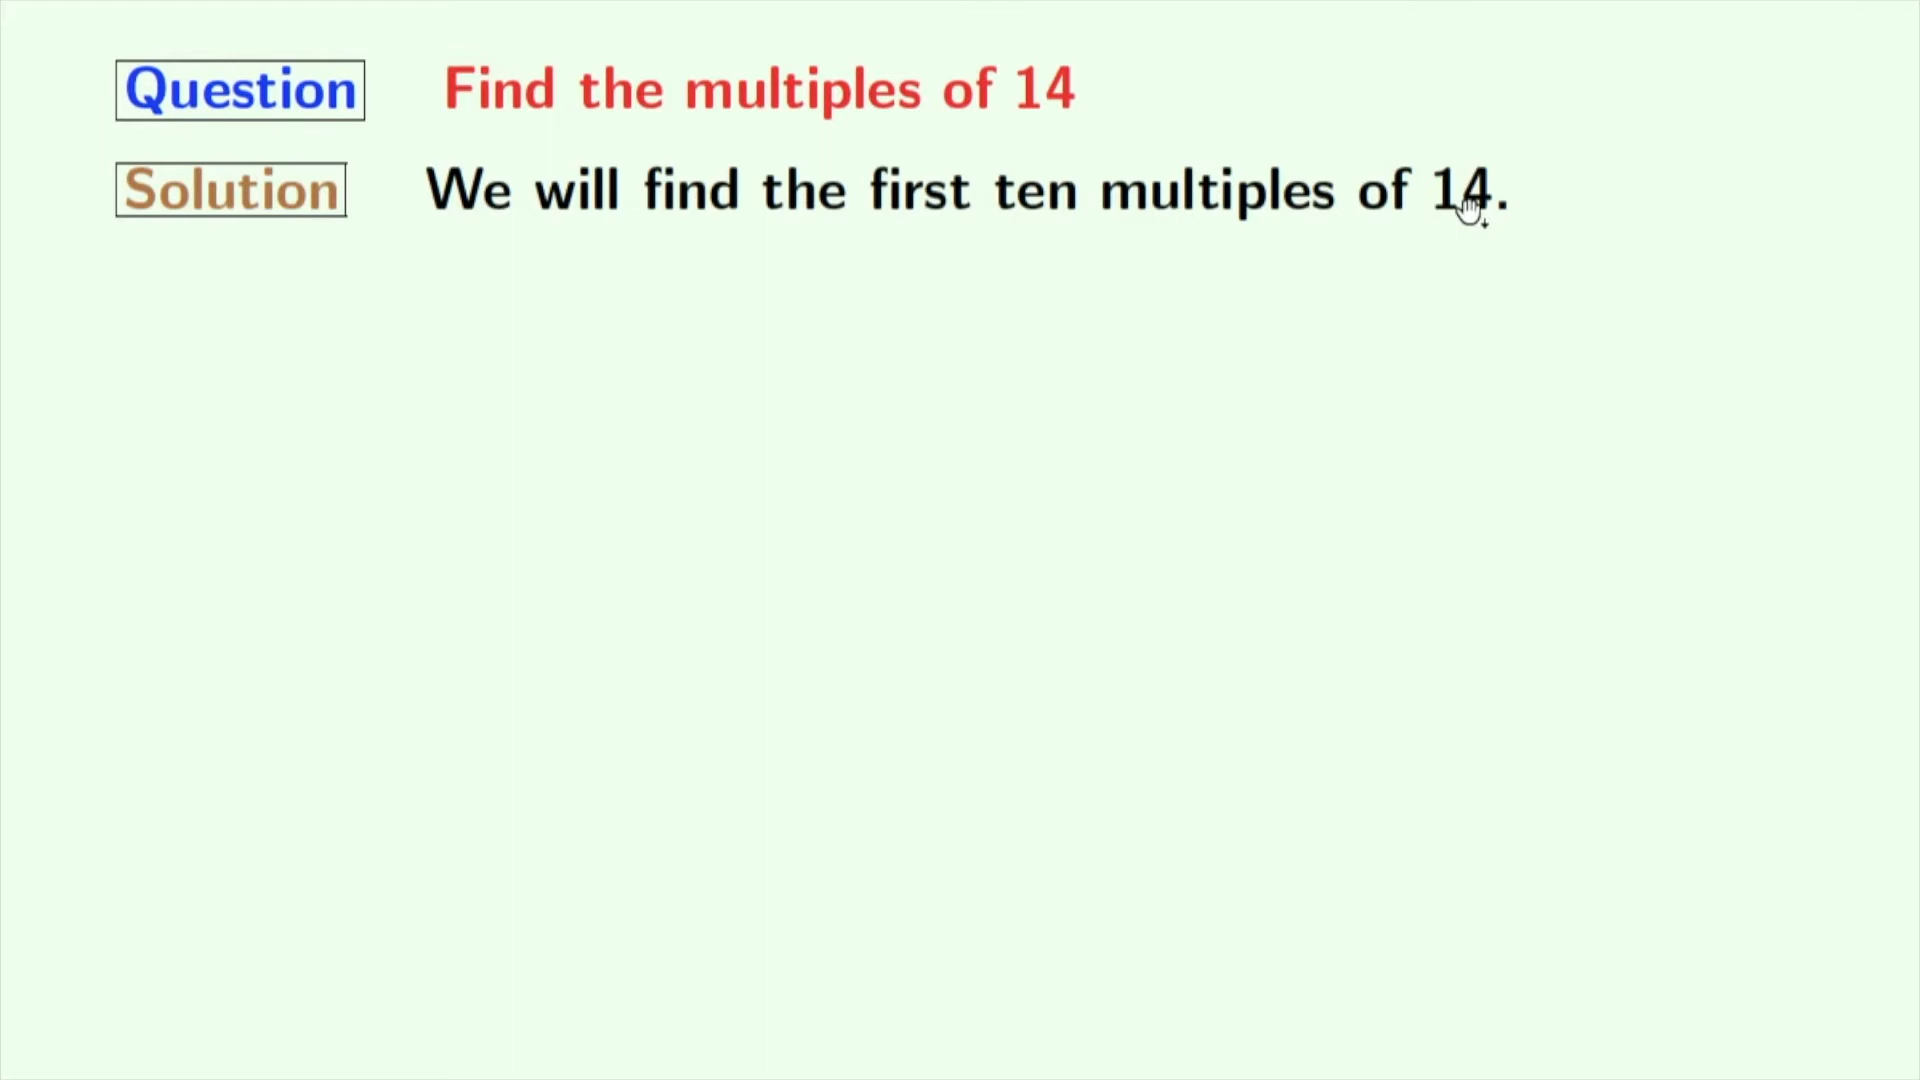 Question Find the multiples of 14
Solution We will find the first ten multiples of 14.